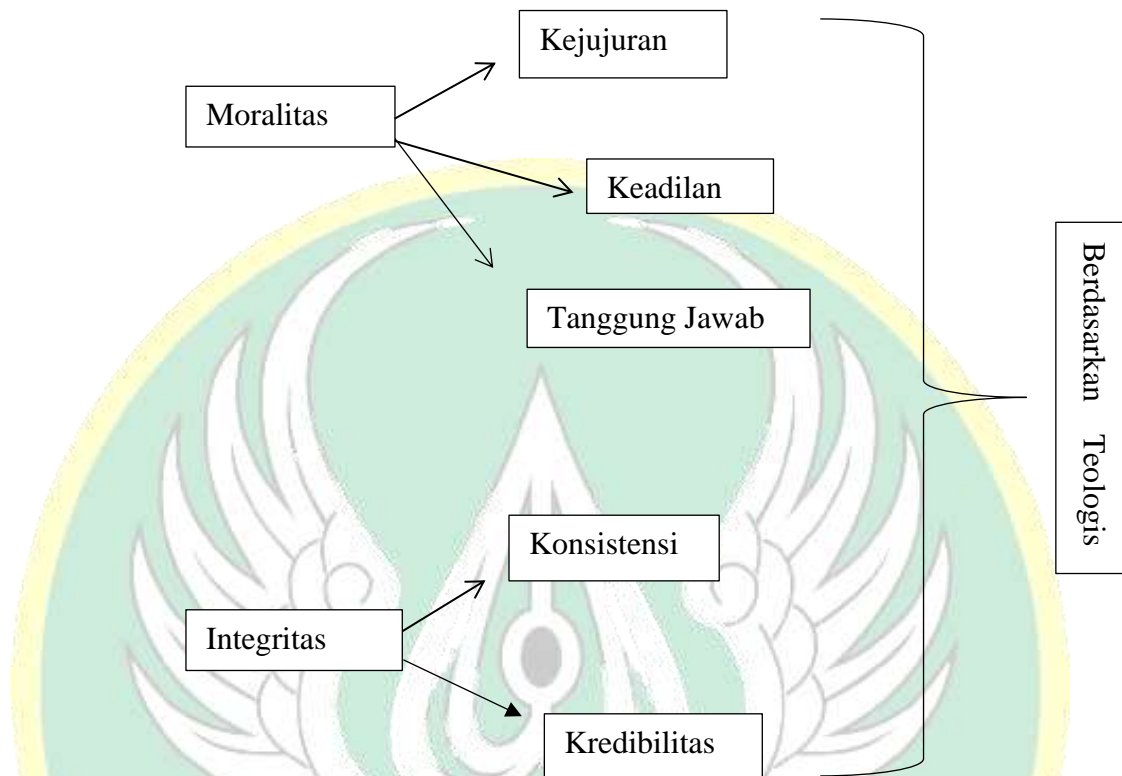 Kejujuran
Moralitas
Keadilan
Tanggung Jawab
Berdasarkan Teologis
Konsistensi
Integritas
Kredibilitas